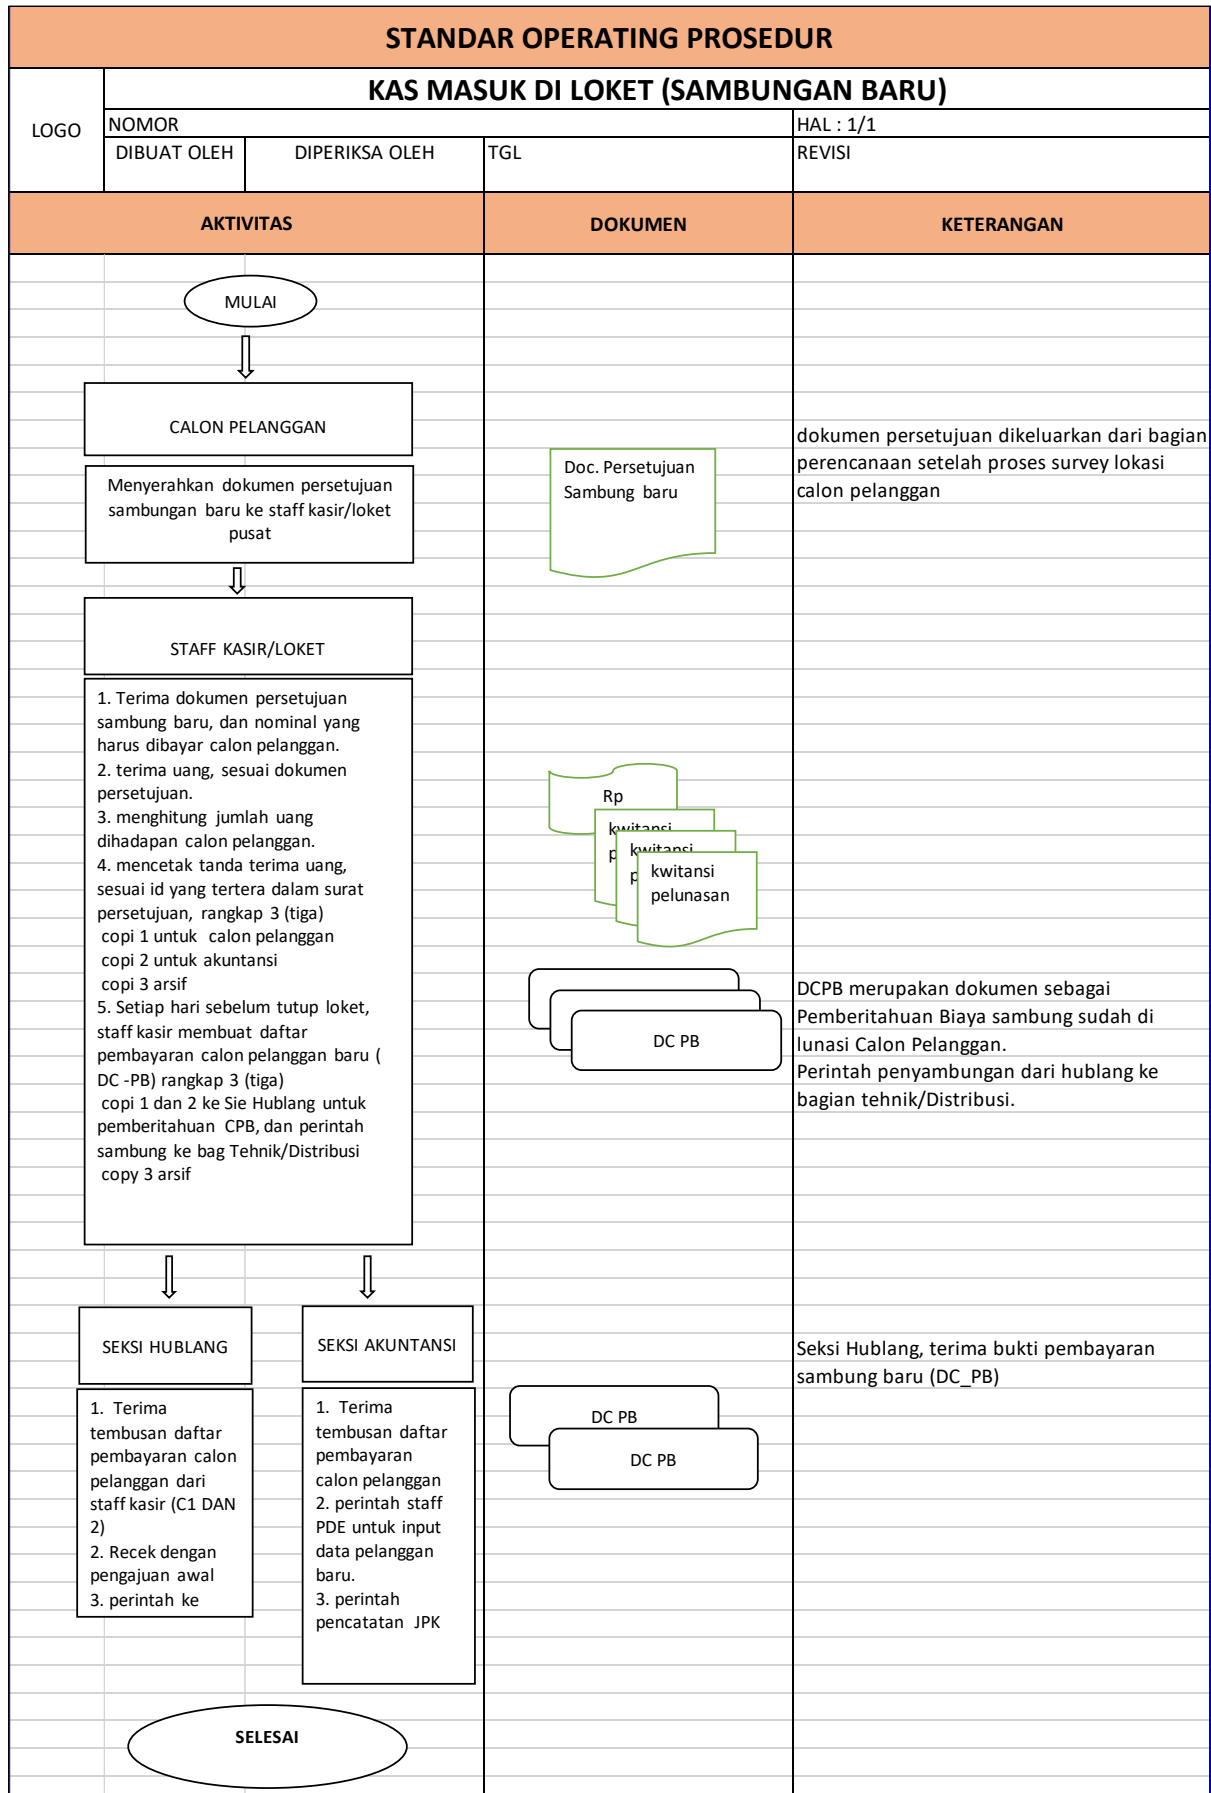 STANDAR OPERATING PROSEDUR
KAS MASUK DI LOKET (SAMBUNGAN BARU)
LOGO
NOMOR
HAL : 1/1
DIBUAT OLEH
DIPERIKSA OLEH
TGL
REVISI
AKTIVITAS
DOKUMEN
KETERANGAN
MULAI
CALON PELANGGAN
Menyerahkan dokumen persetujuan
sambungan baru ke staff kasir/loket
pusat
Doc. Persetujuan
Sambung baru
dokumen persetujuan dikeluarkan dari bagian
perencanaan setelah proses survey lokasi
calon pelanggan
STAFF KASIR/LOKET
1. Terima dokumen persetujuan
sambung baru, dan nominal yang
harus dibayar calon pelanggan.
2. terima uang, sesuai dokumen
persetujuan.
3. menghitung jumlah uang
dihadapan calon pelanggan.
4. mencetak tanda terima uang,
sesuai id yang tertera dalam surat
persetujuan, rangkap 3 (tiga)
copi 1 untuk calon pelanggan
copi 2 untuk akuntansi
copi 3 arsif
5. Setiap hari sebelum tutup loket,
staff kasir membuat daftar
pembayaran calon pelanggan baru (
DC -PB) rangkap 3 (tiga)
copi 1 dan 2 ke Sie Hublang untuk
pemberitahuan CPB, dan perintah
sambung ke bag Tehnik/Distribusi
copy 3 arsif
Rp
kwitansi
p
kwitansi
p
kwitansi
pelunasan
DC PB
DCPB merupakan dokumen sebagai
Pemberitahuan Biaya sambung sudah di
lunasi Calon Pelanggan.
Perintah penyambungan dari hublang ke
bagian tehnik/Distribusi.
SEKSI HUBLANG
1. Terima
tembusan daftar
pembayaran calon
pelanggan dari
staff kasir (C1 DAN
2)
2. Recek dengan
pengajuan awal
3. perintah ke
SEKSI AKUNTANSI
1. Terima
tembusan daftar
pembayaran
calon pelanggan
2. perintah staff
PDE untuk input
data pelanggan
baru.
3. perintah
pencatatan JPK
DC PB
DC PB
Seksi Hublang, terima bukti pembayaran
sambung baru (DC_PB)
SELESAI